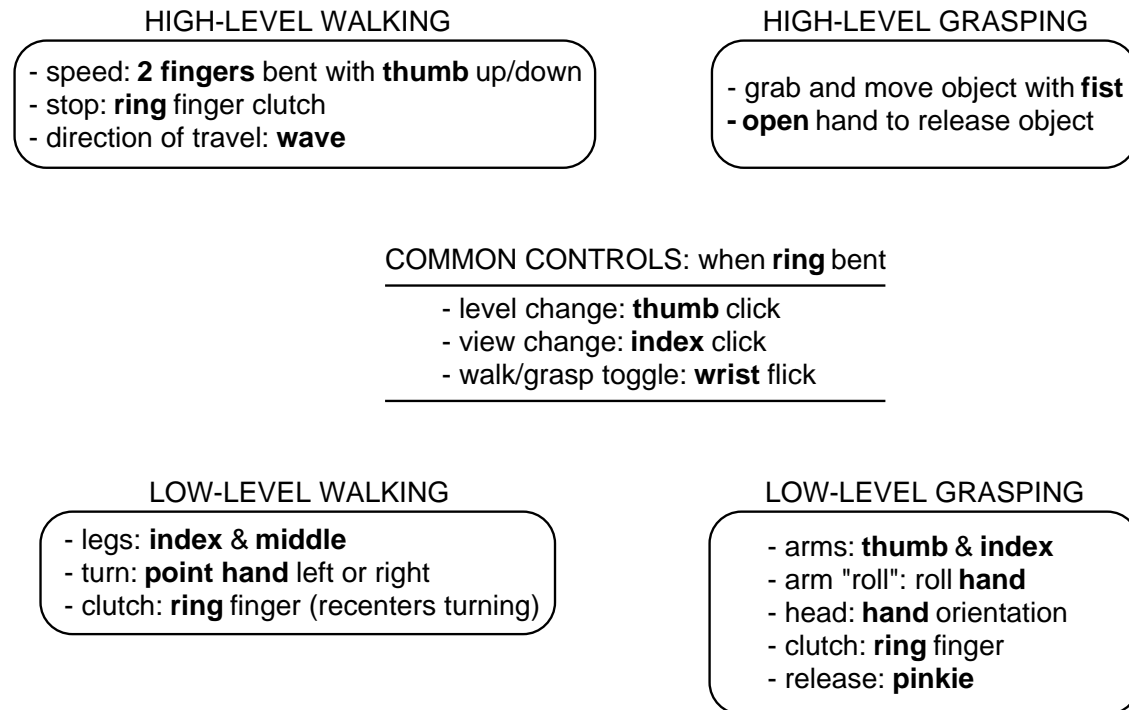 HIGH-LEVEL WALKING
- speed: 2 fingers bent with thumb up/down
- stop: ring finger clutch
- direction of travel: wave
HIGH-LEVEL GRASPING
- grab and move object with fist
- open hand to release object
COMMON CONTROLS: when ring bent
- level change: thumb click
- view change: index click
- walk/grasp toggle: wrist flick
LOW-LEVEL WALKING
- legs: index & middle
- turn: point hand left or right
- clutch: ring finger (recenters turning)
LOW-LEVEL GRASPING
- arms: thumb & index
- arm "roll": roll hand
- head: hand orientation
- clutch: ring finger
- release: pinkie